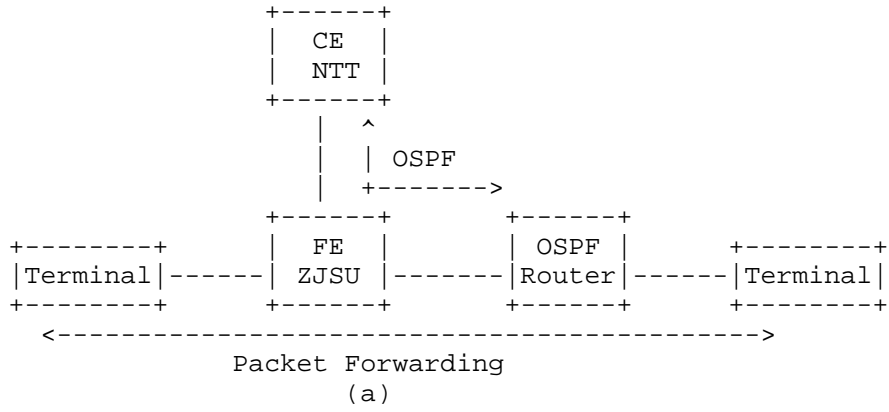 CE
NTT
OSPF
FE OSPF
Terminal ZJSU Router Terminal
Packet Forwarding
(a)